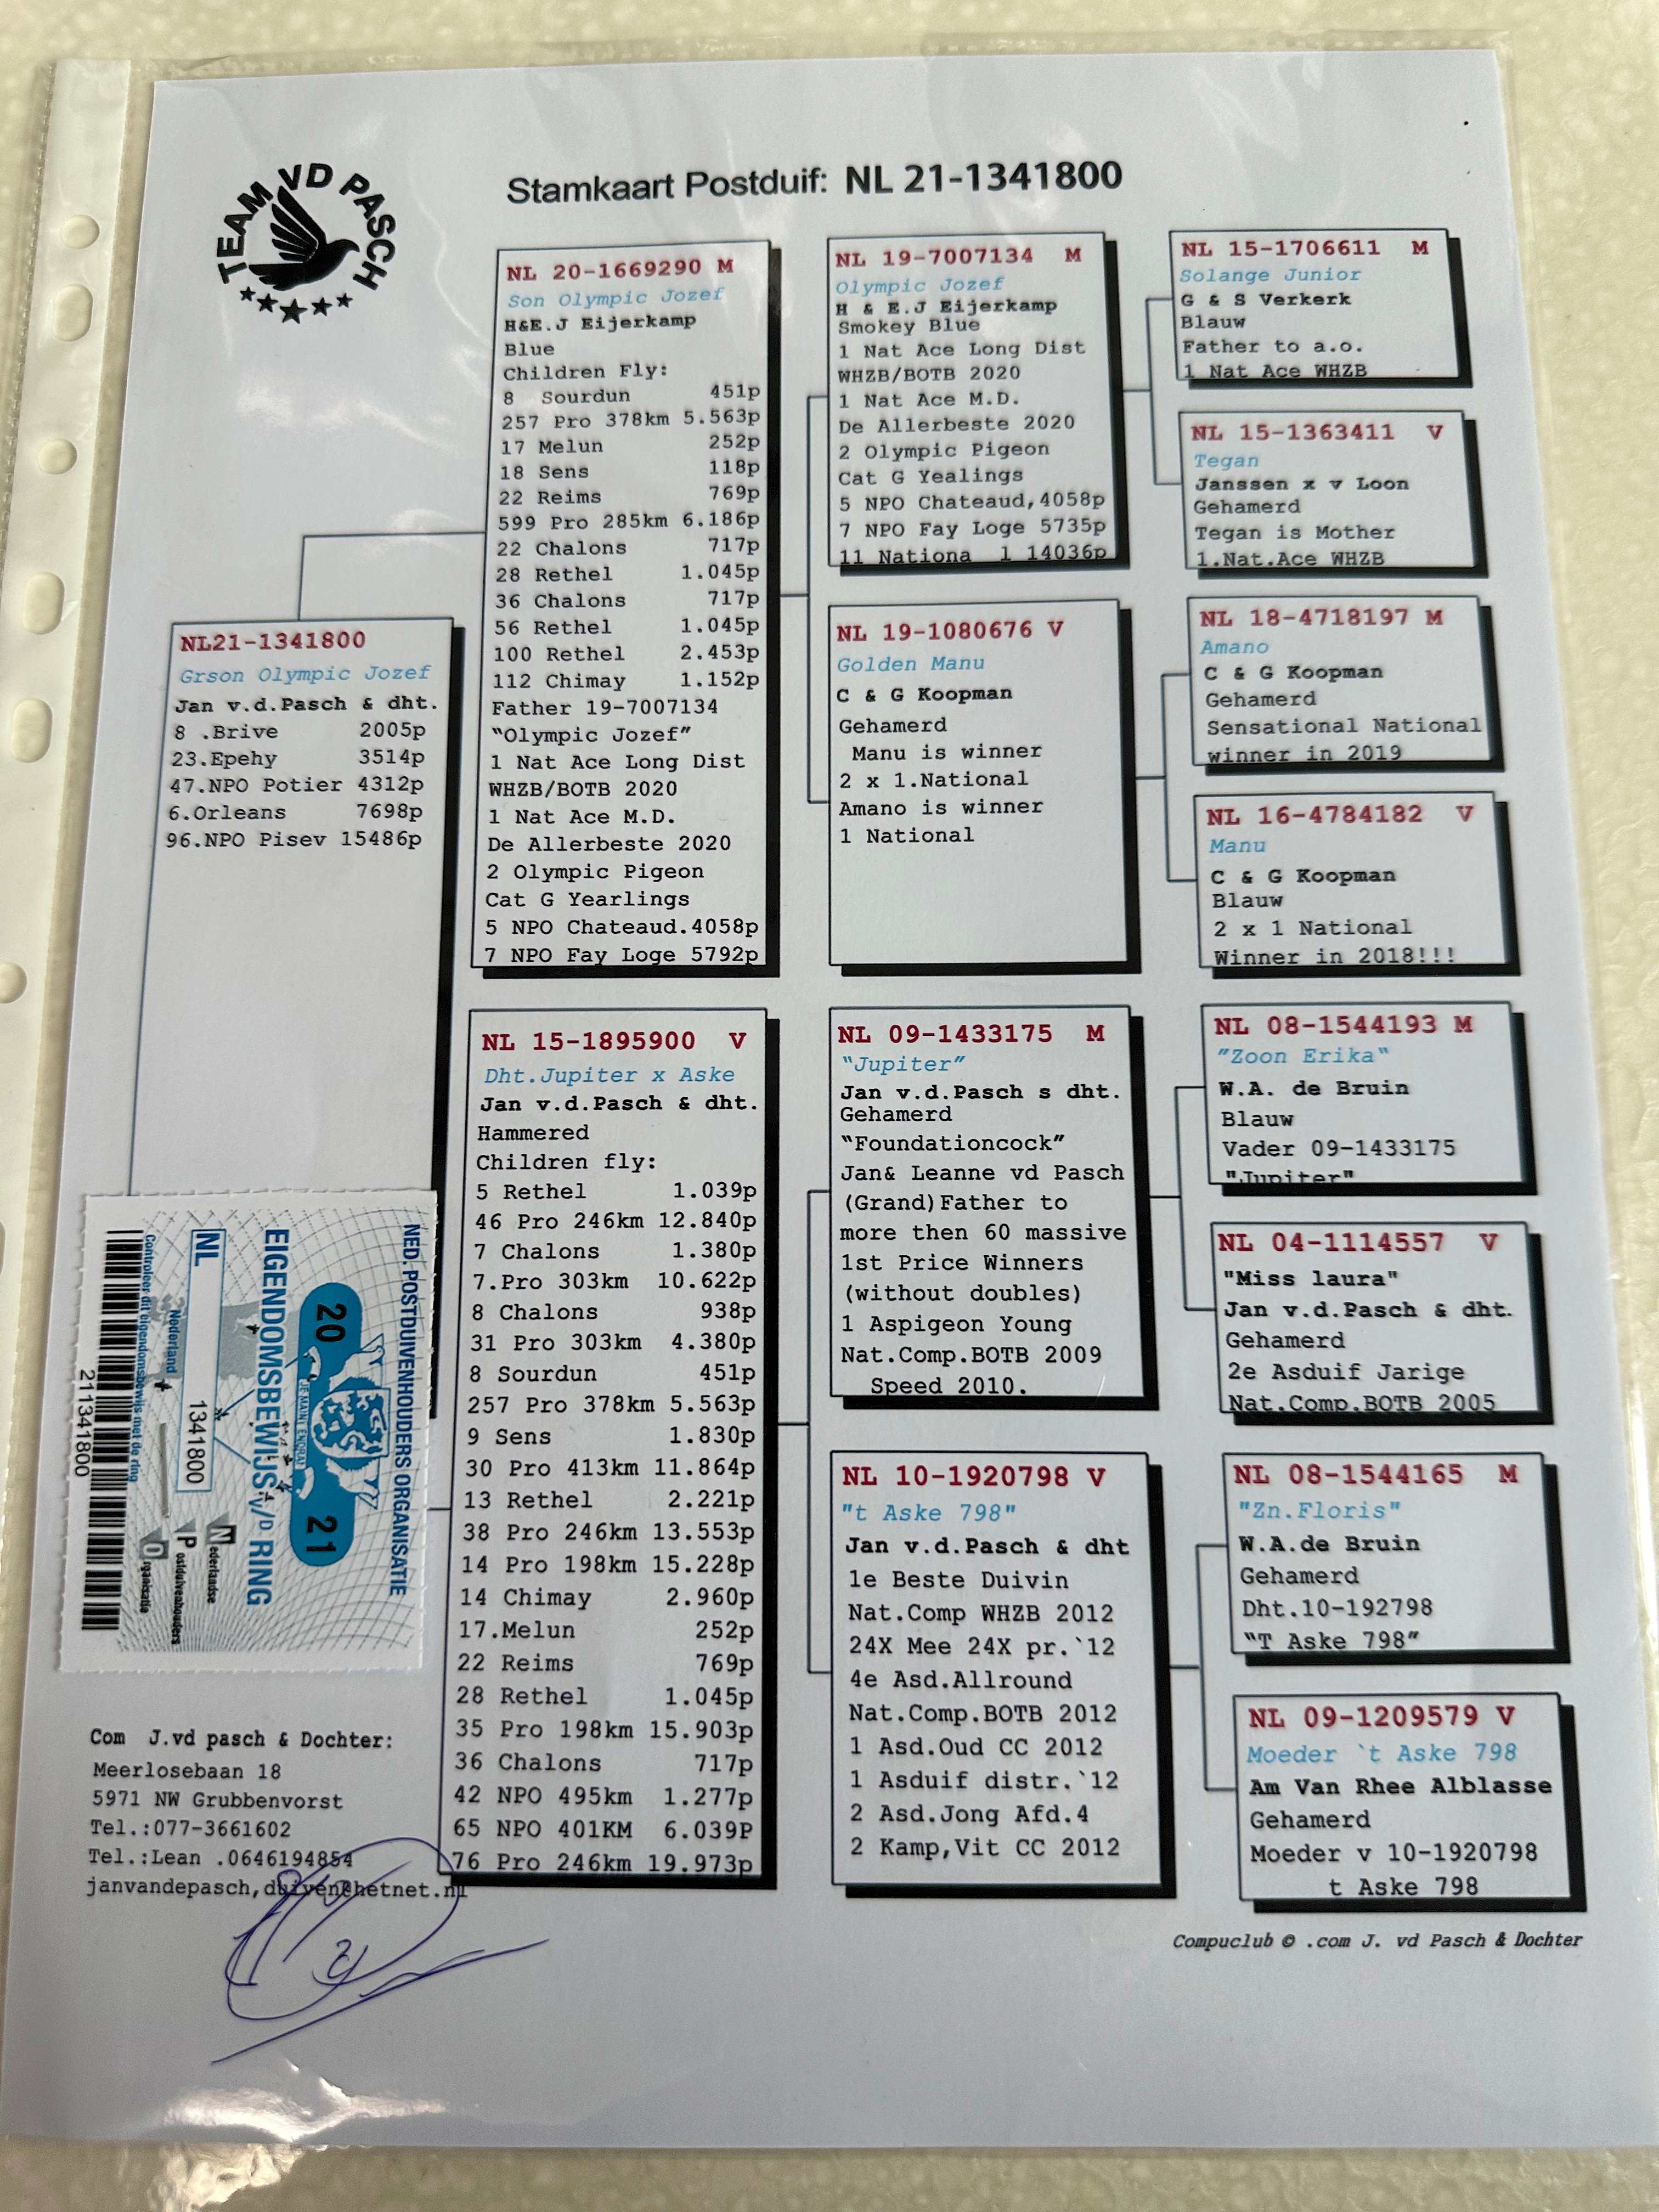 TEAM VD PASCH
Stamkaart Postduif: NL 21-1341800
NL21-1341800
Grson Olympic Jozef
Jan v.d.Pasch & dht.
8 .Brive 2005p
23.Epehy 3514p
47.NPO Potier 4312p
6.Orleans 7698p
96.NPO Pisev 15486p
NL 20-1669290 M
Son Olympic Jozef
H&E.J Eijerkamp
Blue
Children Fly:
8 Sourdun 451p
257 Pro 378km 5.563p
17 Melun 252p
18 Sens 118p
22 Reims 769p
599 Pro 285km 6.186p
22 Chalons 717p
28 Rethel 1.045p
36 Chalons 717p
56 Rethel 1.045p
100 Rethel 2.453p
112 Chimay 1.152p
Father 19-7007134
“Olympic Jozef”
1 Nat Ace Long Dist
WHZB/BOTB 2020
1 Nat Ace M.D.
De Allerbeste 2020
2 Olympic Pigeon
Cat G Yearlings
5 NPO Chateaud.4058p
7 NPO Fay Loge 5792p
NL 15-1895900 V
Dht.Jupiter x Aske
Jan v.d.Pasch & dht.
Hammered
Children fly:
5 Rethel 1.039p
46 Pro 246km 12.840p
7 Chalons 1.380p
7.Pro 303km 10.622p
8 Chalons 938p
31 Pro 303km 4.380p
8 Sourdun 451p
257 Pro 378km 5.563p
9 Sens 1.830p
30 Pro 413km 11.864p
13 Rethel 2.221p
38 Pro 246km 13.553p
14 Pro 198km 15.228p
14 Chimay 2.960p
17.Melun 252p
22 Reims 769p
28 Rethel 1.045p
35 Pro 198km 15.903p
36 Chalons 717p
42 NPO 495km 1.277p
65 NPO 401KM 6.039P
76 Pro 246km 19.973p
NL 19-7007134 M
Olympic Jozef
H & E.J Eijerkamp
Smokey Blue
1 Nat Ace Long Dist
WHZB/BOTB 2020
1 Nat Ace M.D.
De Allerbeste 2020
2 Olympic Pigeon
Cat G Yealings
5 NPO Chateaud,4058p
7 NPO Fay Loge 5735p
11 Nationa l 14036p
NL 19-1080676 V
Golden Manu
C & G Koopman
Gehamerd
Manu is winner
2 x 1.National
Amano is winner
1 National
NL 09-1433175 M
“Jupiter”
Jan v.d.Pasch s dht.
Gehamerd
“Foundationcock”
Jan& Leanne vd Pasch
(Grand)Father to
more then 60 massive
1st Price Winners
(without doubles)
1 Aspigeon Young
Nat.Comp.BOTB 2009
Speed 2010.
NL 10-1920798 V
"t Aske 798"
Jan v.d.Pasch & dht
1e Beste Duivin
Nat.Comp WHZB 2012
24X Mee 24X pr.`12
4e Asd.Allround
Nat.Comp.BOTB 2012
1 Asd.Oud CC 2012
1 Asduif distr.`12
2 Asd.Jong Afd.4
2 Kamp,Vit CC 2012
NL 15-1706611 M
Solange Junior
G & S Verkerk
Blauw
Father to a.o.
1 Nat Ace WHZB
NL 15-1363411 V
Tegan
Janssen x v Loon
Gehamerd
Tegan is Mother
1.Nat.Ace WHZB
NL 18-4718197 M
Amano
C & G Koopman
Gehamerd
Sensational National
winner in 2019
NL 16-4784182 V
Manu
C & G Koopman
Blauw
2 x 1 National
Winner in 2018!!!
NL 08-1544193 M
”Zoon Erika“
W.A. de Bruin
Blauw
Vader 09-1433175
"Jupiter"
NL 04-1114557 V
"Miss laura"
Jan v.d.Pasch & dht.
Gehamerd
2e Asduif Jarige
Nat.Comp.BOTB 2005
NL 08-1544165 M
"Zn.Floris"
W.A.de Bruin
Gehamerd
Dht.10-192798
“T Aske 798”
NL 09-1209579 V
Moeder `t Aske 798
Am Van Rhee Alblasse
Gehamerd
Moeder v 10-1920798
t Aske 798
NED. POSTDUIVENHOUDERS ORGANISATIE
20 21
EIGENDOMSBEWIJS v/D RING
NL 1341800
Nederland
Nederlandse
Postduivenhouders
Organisatie
Controleer dit eigendomsbewijs met de ring
211341800
Com J.vd pasch & Dochter:
Meerlosebaan 18
5971 NW Grubbenvorst
Tel.:077-3661602
Tel.:Lean .0646194854
janvandepasch,duiven@hetnet.nl
Compuclub © .com J. vd Pasch & Dochter